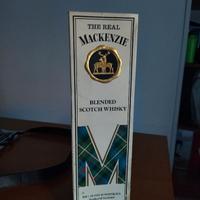 THE REAL
MACKENZIE
BLENDED
SCOTCH WHISKY